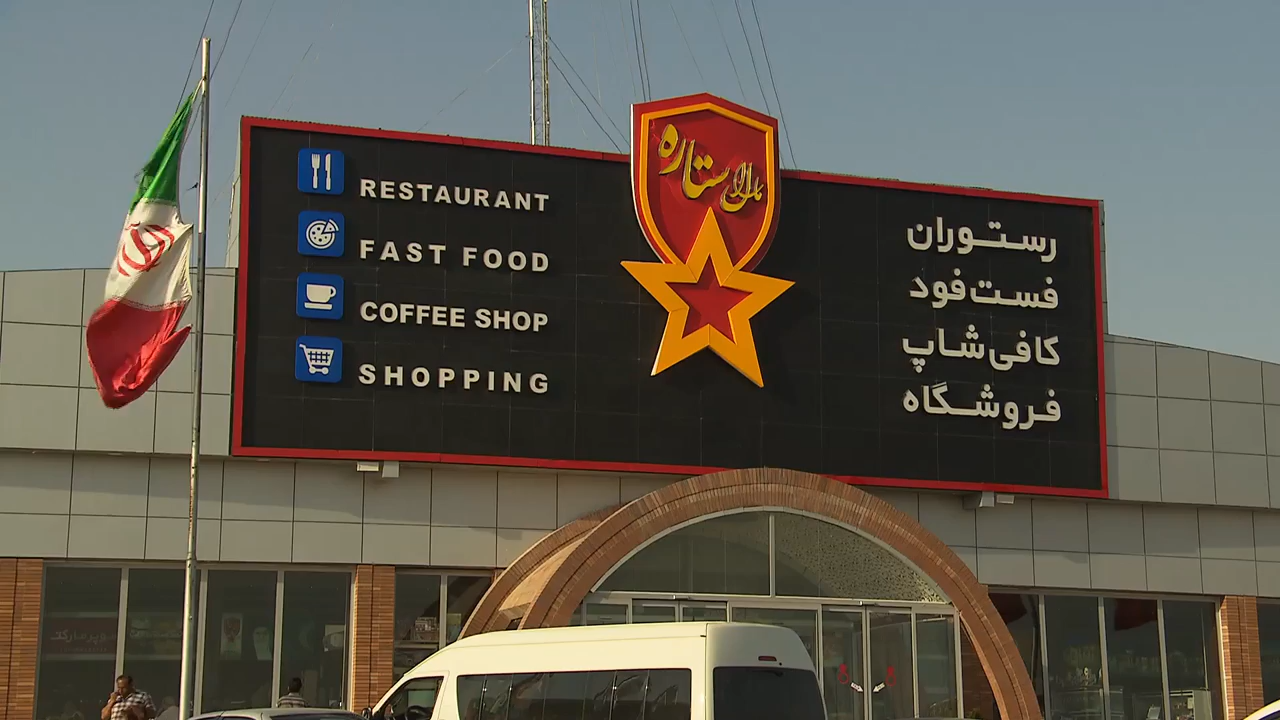 RESTAURANT
FAST FOOD
COFFEE SHOP
SHOPPING
ستاره
رستوران
فست‌فود
کافی‌شاپ
فروشگاه